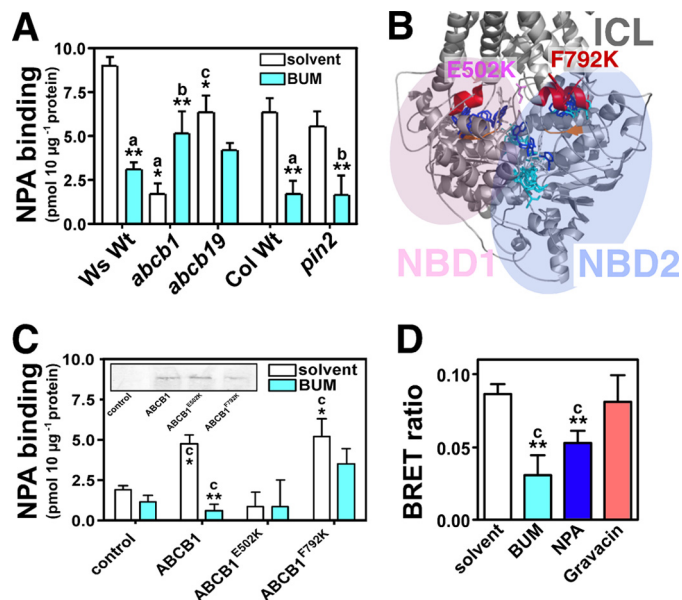 A
NPA binding
(pmol 10 µg⁻¹ protein)
10.0
7.5
5.0
2.5
0.0
solvent
BUM
a
**
a
*
b
**
c
*
a
**
b
**
Ws Wt
abcb1
abcb19
Col Wt
pin2
B
ICL
E502K
F792K
NBD1
NBD2
C
NPA binding
(pmol 10 µg⁻¹ protein)
10.0
7.5
5.0
2.5
0.0
control
ABCB1
ABCB1E502K
ABCB1F792K
solvent
BUM
c
*
c
**
c
*
control
ABCB1
ABCB1E502K
ABCB1F792K
D
BRET ratio
0.10
0.05
0.00
c
**
c
**
solvent
BUM
NPA
Gravacin